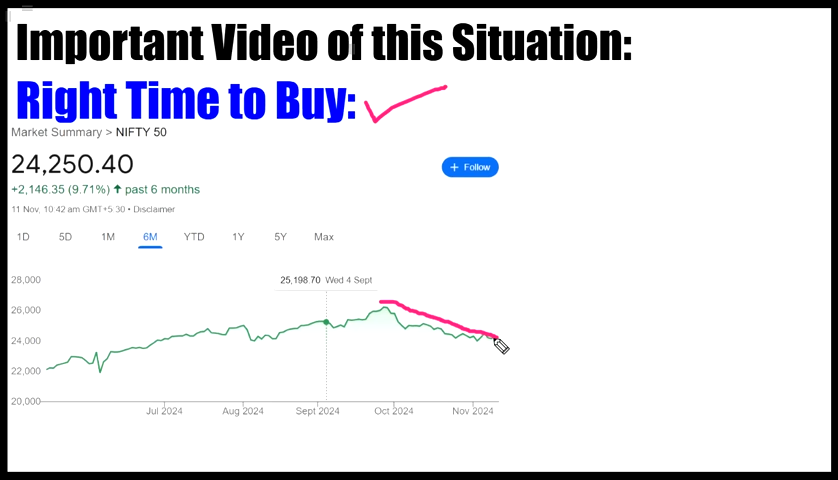 Important Video of this Situation:
Right Time to Buy:
Market Summary > NIFTY 50
24,250.40
+ Follow
+2,146.35 (9.71%) ↑ past 6 months
11 Nov, 10:42 am GMT+5:30 • Disclaimer
1D 5D 1M 6M YTD 1Y 5Y Max
25,198.70 Wed 4 Sept
28,000
26,000
24,000
22,000
20,000
Jul 2024 Aug 2024 Sept 2024 Oct 2024 Nov 2024